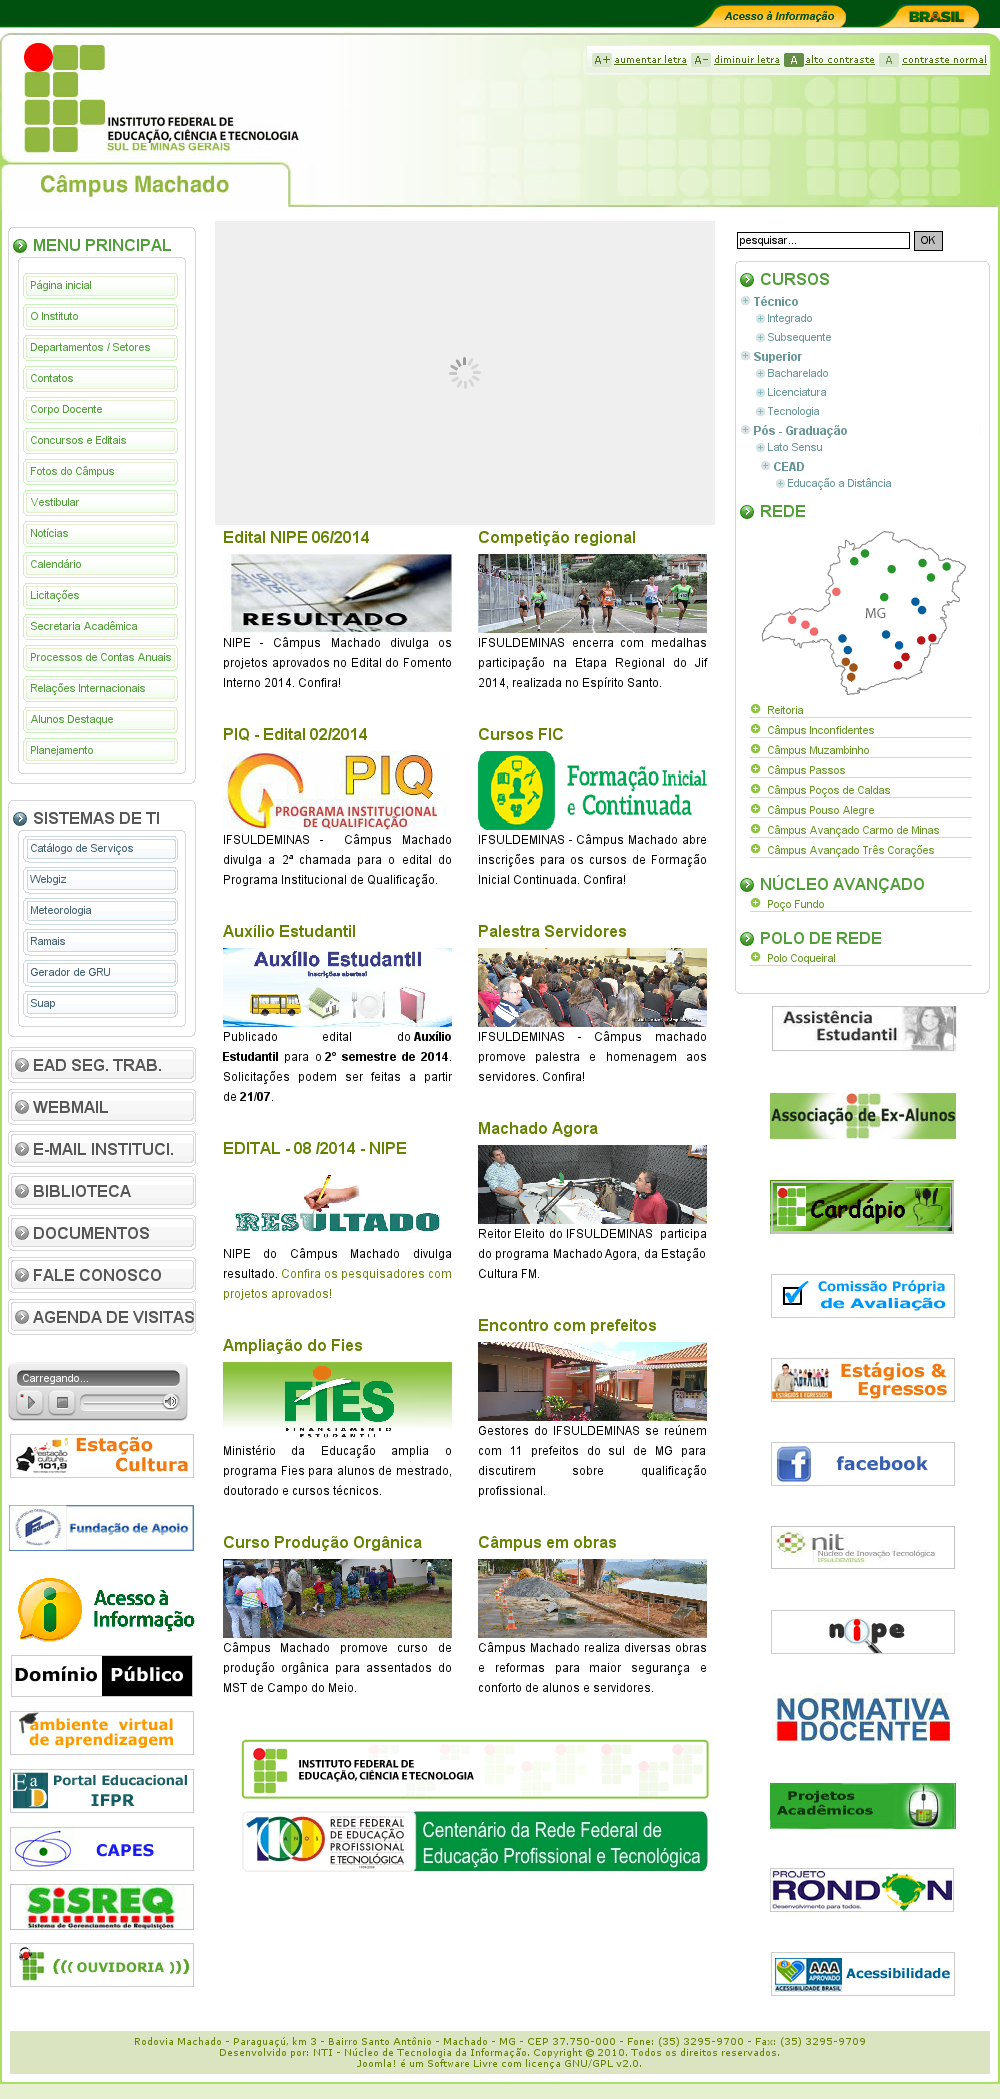 Acesso à Informação
BRASIL
A+ aumentar letra A- diminuir letra A alto contraste A contraste normal
INSTITUTO FEDERAL DE
EDUCAÇÃO, CIÊNCIA E TECNOLOGIA
SUL DE MINAS GERAIS
Câmpus Machado
MENU PRINCIPAL
Página inicial
O Instituto
Departamentos / Setores
Contatos
Corpo Docente
Concursos e Editais
Fotos do Câmpus
Vestibular
Notícias
Calendário
Licitações
Secretaria Acadêmica
Processos de Contas Anuais
Relações Internacionais
Alunos Destaque
Planejamento
SISTEMAS DE TI
Catálogo de Serviços
Webgiz
Meteorologia
Ramais
Gerador de GRU
Suap
EAD SEG. TRAB.
WEBMAIL
E-MAIL INSTITUCI.
BIBLIOTECA
DOCUMENTOS
FALE CONOSCO
AGENDA DE VISITAS
Carregando...
estação
cultura
101,9
Estação
Cultura
Fadema
Fundação de Apoio
Acesso à
Informação
Domínio Público
ambiente virtual
de aprendizagem
EaD
Portal Educacional
IFPR
CAPES
SiSREQ
Sistema de Gerenciamento de Requisições
((( OUVIDORIA )))
Edital NIPE 06/2014
RESULTADO
NIPE - Câmpus Machado divulga os
projetos aprovados no Edital do Fomento
Interno 2014. Confira!
PIQ - Edital 02/2014
PIQ
PROGRAMA INSTITUCIONAL
DE QUALIFICAÇÃO
IFSULDEMINAS - Câmpus Machado
divulga a 2ª chamada para o edital do
Programa Institucional de Qualificação.
Auxílio Estudantil
Auxílio Estudantil
Inscrições abertas!
Publicado edital do Auxílio
Estudantil para o 2° semestre de 2014.
Solicitações podem ser feitas a partir
de 21/07.
EDITAL - 08 /2014 - NIPE
RESULTADO
NIPE do Câmpus Machado divulga
resultado. Confira os pesquisadores com
projetos aprovados!
Ampliação do Fies
FIES
FINANCIAMENTO
ESTUDANTIL
Ministério da Educação amplia o
programa Fies para alunos de mestrado,
doutorado e cursos técnicos.
Curso Produção Orgânica
Câmpus Machado promove curso de
produção orgânica para assentados do
MST de Campo do Meio.
Competição regional
IFSULDEMINAS encerra com medalhas
participação na Etapa Regional do Jif
2014, realizada no Espírito Santo.
Cursos FIC
Formação Inicial
e Continuada
IFSULDEMINAS - Câmpus Machado abre
inscrições para os cursos de Formação
Inicial Continuada. Confira!
Palestra Servidores
IFSULDEMINAS - Câmpus machado
promove palestra e homenagem aos
servidores. Confira!
Machado Agora
Reitor Eleito do IFSULDEMINAS participa
do programa Machado Agora, da Estação
Cultura FM.
Encontro com prefeitos
Gestores do IFSULDEMINAS se reúnem
com 11 prefeitos do sul de MG para
discutirem sobre qualificação
profissional.
Câmpus em obras
Câmpus Machado realiza diversas obras
e reformas para maior segurança e
conforto de alunos e servidores.
INSTITUTO FEDERAL DE
EDUCAÇÃO, CIÊNCIA E TECNOLOGIA
100 ANOS
REDE FEDERAL
DE EDUCAÇÃO
PROFISSIONAL
E TECNOLÓGICA
Centenário da Rede Federal de
Educação Profissional e Tecnológica
pesquisar... OK
CURSOS
Técnico
Integrado
Subsequente
Superior
Bacharelado
Licenciatura
Tecnologia
Pós - Graduação
Lato Sensu
CEAD
Educação a Distância
REDE
MG
Reitoria
Câmpus Inconfidentes
Câmpus Muzambinho
Câmpus Passos
Câmpus Poços de Caldas
Câmpus Pouso Alegre
Câmpus Avançado Carmo de Minas
Câmpus Avançado Três Corações
NÚCLEO AVANÇADO
Poço Fundo
POLO DE REDE
Polo Coqueiral
Assistência
Estudantil
Associação de Ex-Alunos
Cardápio
Comissão Própria
de Avaliação
ESTÁGIOS E EGRESSOS
Estágios &
Egressos
facebook
nit
Núcleo de Inovação Tecnológica
IFSULDEMINAS
nipe
NORMATIVA
DOCENTE
Projetos
Acadêmicos
PROJETO
RONDON
Desenvolvimento para todos.
AAA
APROVADO
ACESSIBILIDADE BRASIL
Acessibilidade
Rodovia Machado - Paraguaçú, km 3 - Bairro Santo Antônio - Machado - MG - CEP 37.750-000 - Fone: (35) 3295-9700 - Fax: (35) 3295-9709
Desenvolvido por: NTI - Núcleo de Tecnologia da Informação. Copyright © 2010. Todos os direitos reservados.
Joomla! é um Software Livre com licença GNU/GPL v2.0.